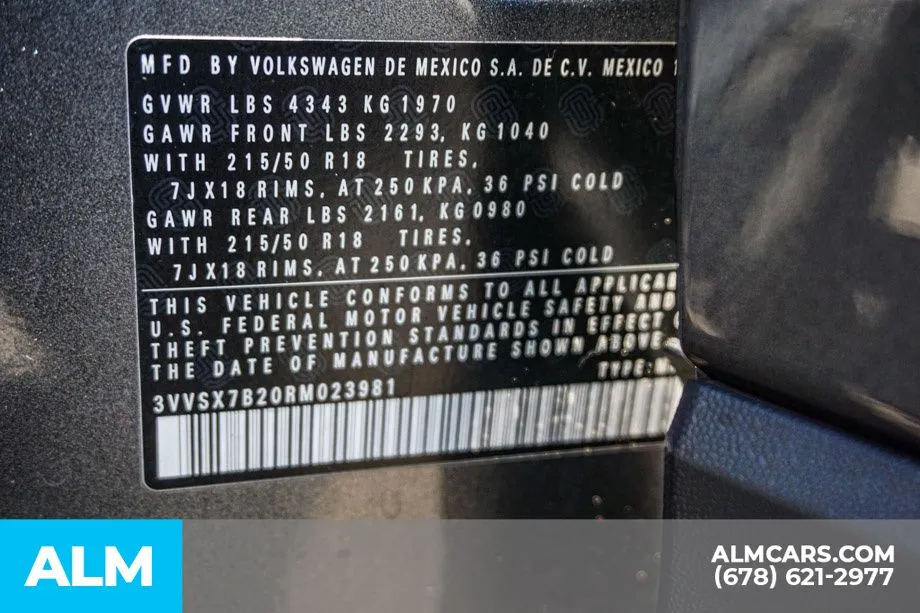 MFD BY VOLKSWAGEN DE MEXICO S.A. DE C.V. MEXICO
GVWR LBS 4343 KG 1970
GAWR FRONT LBS 2293, KG 1040
WITH 215/50 R18 TIRES,
7JX18 RIMS, AT 250 KPA, 36 PSI COLD
GAWR REAR LBS 2161, KG 0980
WITH 215/50 R18 TIRES,
7JX18 RIMS, AT 250 KPA, 36 PSI COLD
THIS VEHICLE CONFORMS TO ALL APPLICAB
U.S. FEDERAL MOTOR VEHICLE SAFETY AND
THEFT PREVENTION STANDARDS IN EFFECT O
THE DATE OF MANUFACTURE SHOWN ABOVE.
TYPE: M
3VVSX7B20RM023981
ALM
ALMCARS.COM
(678) 621-2977